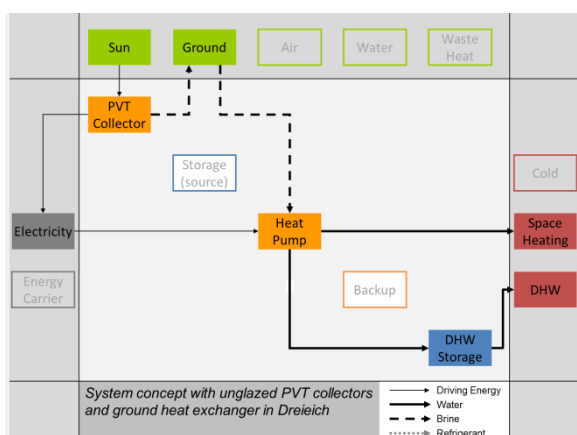 Sun
Ground
Air
Water
Waste
Heat
PVT
Collector
Storage
(source)
Cold
Electricity
Heat
Pump
Space
Heating
Energy
Carrier
Backup
DHW
DHW
Storage
System concept with unglazed PVT collectors
and ground heat exchanger in Dreieich
Driving Energy
Water
Brine
Refrigerant